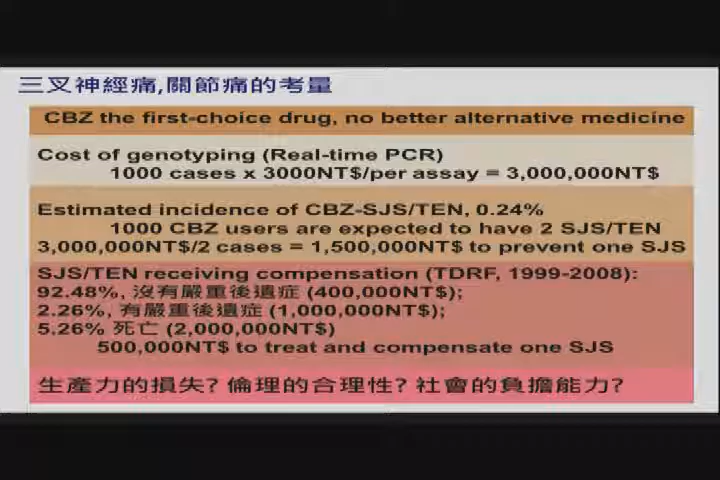 三叉神經痛,關節痛的考量
CBZ the first-choice drug, no better alternative medicine
Cost of genotyping (Real-time PCR)
1000 cases x 3000NT$/per assay = 3,000,000NT$
Estimated incidence of CBZ-SJS/TEN, 0.24%
1000 CBZ users are expected to have 2 SJS/TEN
3,000,000NT$/2 cases = 1,500,000NT$ to prevent one SJS
SJS/TEN receiving compensation (TDRF, 1999-2008):
92.48%, 沒有嚴重後遺症 (400,000NT$);
2.26%, 有嚴重後遺症 (1,000,000NT$);
5.26% 死亡 (2,000,000NT$)
500,000NT$ to treat and compensate one SJS
生產力的損失? 倫理的合理性? 社會的負擔能力?